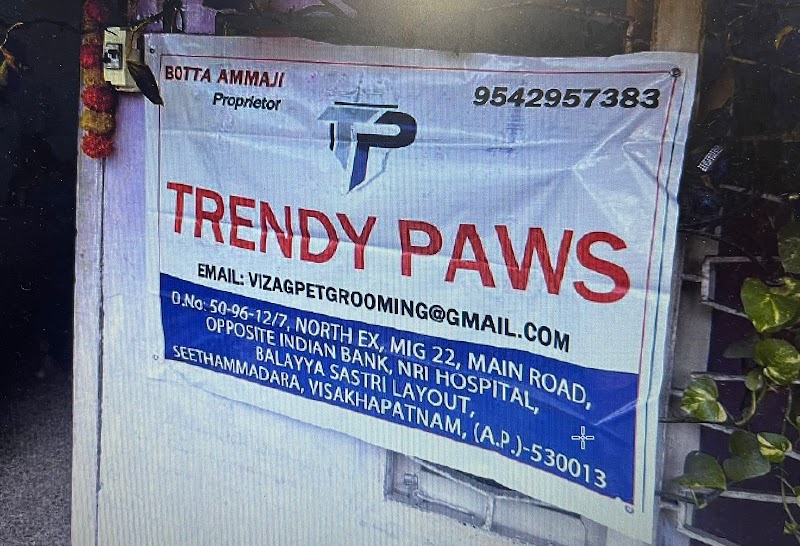 BOTTA AMMAJI
Proprietor
9542957383
TP
TRENDY PAWS
EMAIL: VIZAGPETGROOMING@GMAIL.COM
D.No: 50-96-12/7, NORTH EX, MIG 22, MAIN ROAD,
OPPOSITE INDIAN BANK, NRI HOSPITAL,
BALAYYA SASTRI LAYOUT,
SEETHAMMADARA, VISAKHAPATNAM, (A.P.)-530013